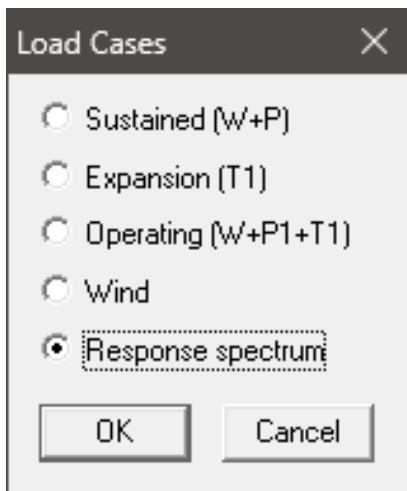 Load Cases
Sustained (W+P)
Expansion (T1)
Operating (W+P1+T1)
Wind
Response spectrum
OK Cancel